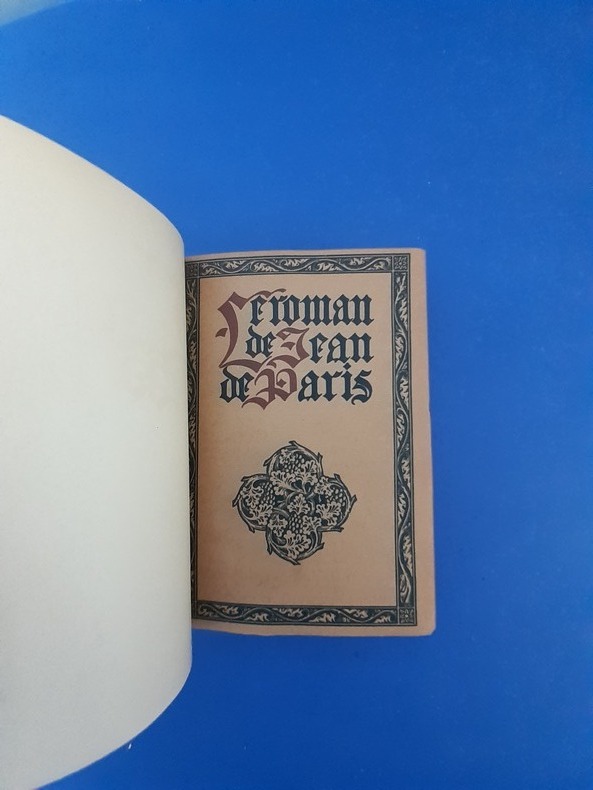 Le roman
de Jean
de Paris